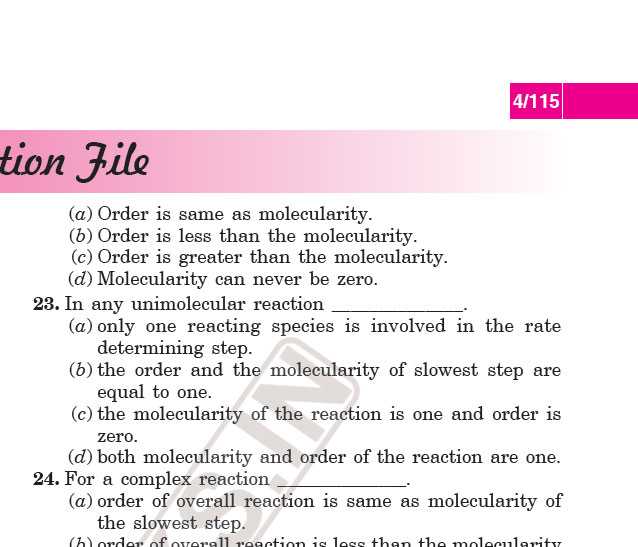 4/115
tion File
(a) Order is same as molecularity.
(b) Order is less than the molecularity.
(c) Order is greater than the molecularity.
(d) Molecularity can never be zero.
23. In any unimolecular reaction ______________.
(a) only one reacting species is involved in the rate
determining step.
(b) the order and the molecularity of slowest step are
equal to one.
(c) the molecularity of the reaction is one and order is
zero.
(d) both molecularity and order of the reaction are one.
24. For a complex reaction ______________.
(a) order of overall reaction is same as molecularity of
the slowest step.
(b) order of overall reaction is less than the molecularity
S.IN